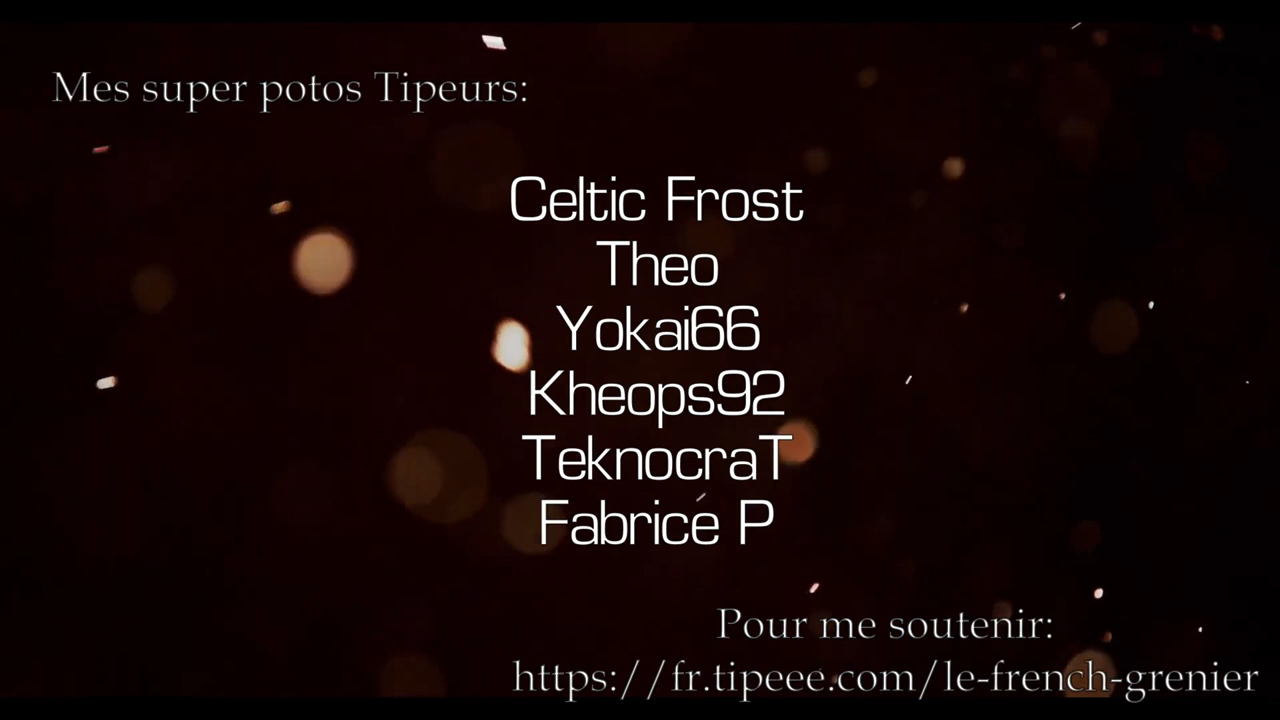 Mes super potos Tipeurs:
Celtic Frost
Theo
Yokai66
Kheops92
TeknocraT
Fabrice P
Pour me soutenir:
https://fr.tipeee.com/le-french-grenier